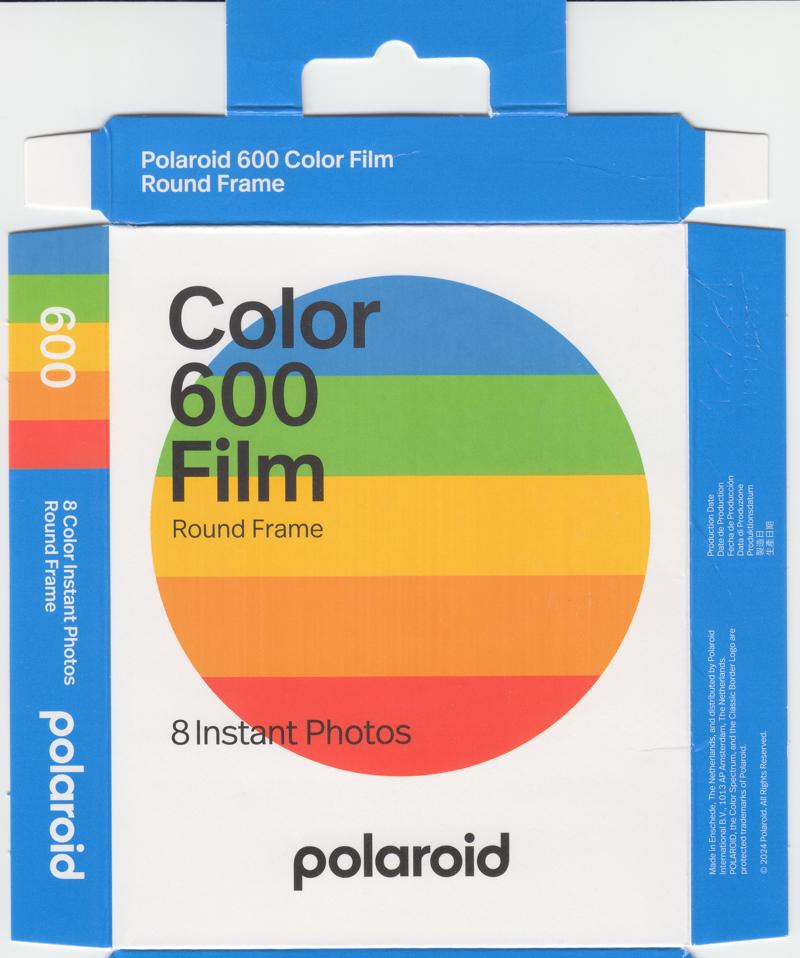 Polaroid 600 Color Film
Round Frame
Color
600
Film
Round Frame
8 Instant Photos
polaroid
600
8 Color Instant Photos
Round Frame
polaroid
Production Date
Date de Production
Fecha de Producción
Data di Produzione
Produktionsdatum
製造日
生產日期
Made in Enschede, The Netherlands, and distributed by Polaroid
International B.V., 1013 AP Amsterdam, The Netherlands.
POLAROID, the Color Spectrum, and the Classic Border Logo are
protected trademarks of Polaroid.
© 2024 Polaroid. All Rights Reserved.